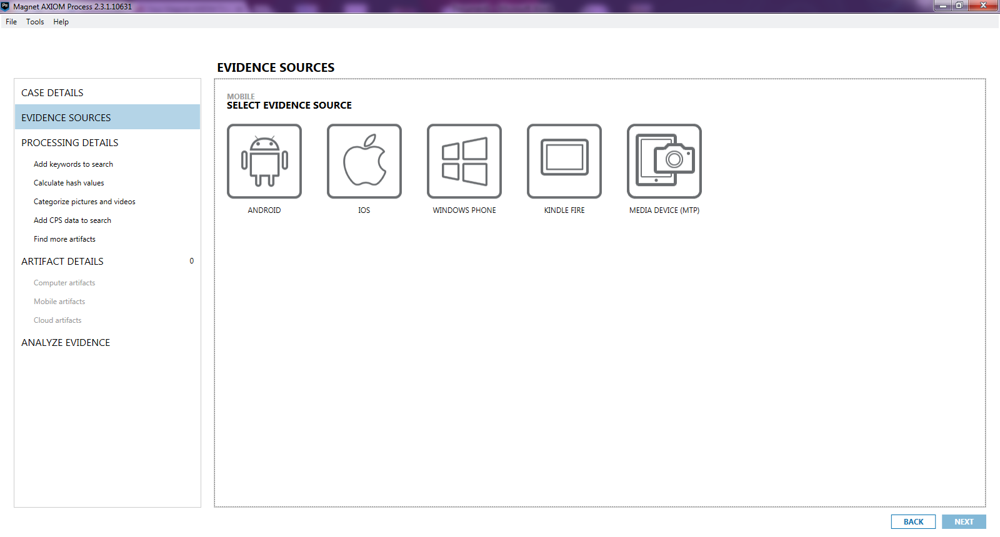 Magnet AXIOM Process 2.3.1.10631
File Tools Help
EVIDENCE SOURCES
CASE DETAILS
EVIDENCE SOURCES
PROCESSING DETAILS
Add keywords to search
Calculate hash values
Categorize pictures and videos
Add CPS data to search
Find more artifacts
ARTIFACT DETAILS 0
Computer artifacts
Mobile artifacts
Cloud artifacts
ANALYZE EVIDENCE
MOBILE
SELECT EVIDENCE SOURCE
ANDROID IOS WINDOWS PHONE KINDLE FIRE MEDIA DEVICE (MTP)
BACK NEXT